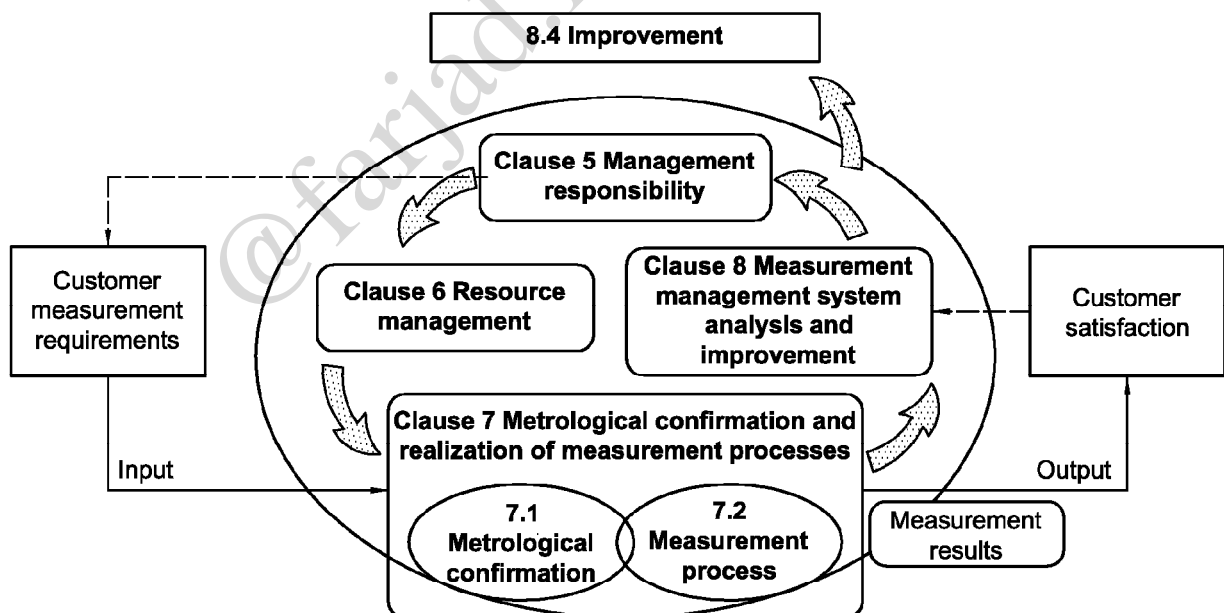 8.4 Improvement
@farjad.
Clause 5 Management
responsibility
Customer
measurement
requirements
Clause 6 Resource
management
Clause 8 Measurement
management system
analysis and
improvement
Customer
satisfaction
Clause 7 Metrological confirmation and
realization of measurement processes
Input
Output
7.1
Metrological
confirmation
7.2
Measurement
process
Measurement
results